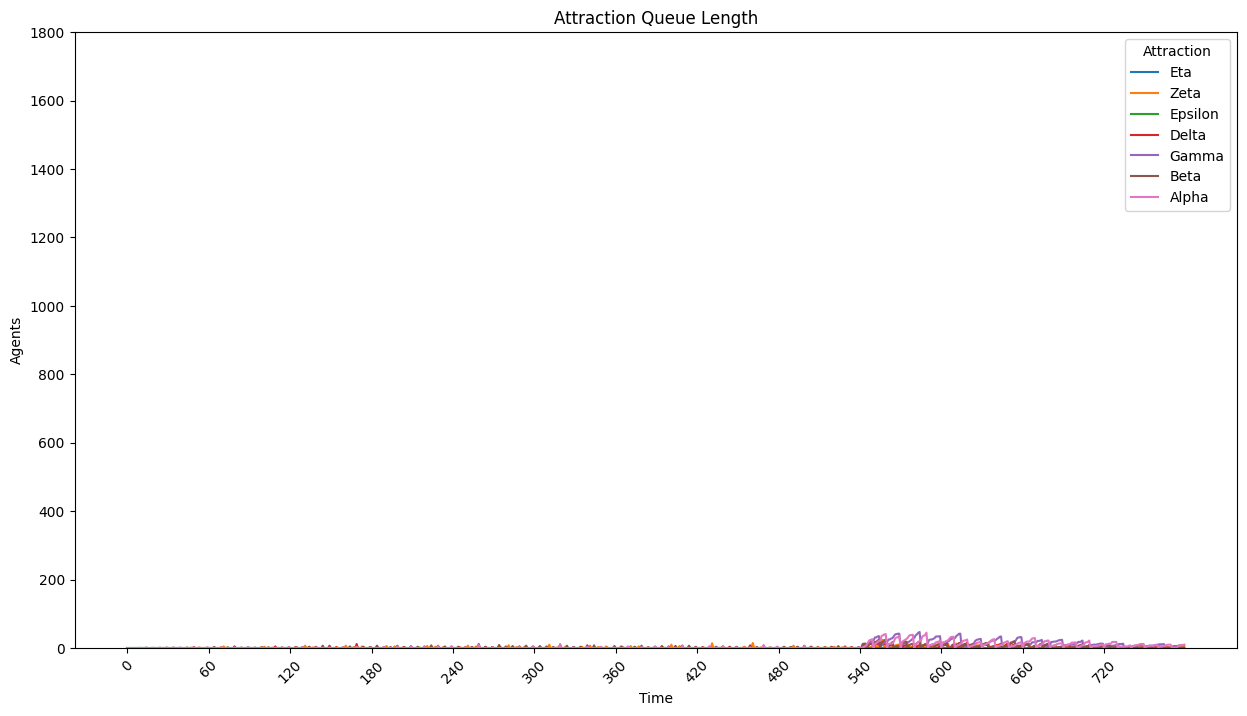 Attraction Queue Length
1800
1600
1400
1200
1000
800
600
400
200
0
Agents
Attraction
Eta
Zeta
Epsilon
Delta
Gamma
Beta
Alpha
0 60 120 180 240 300 360 420 480 540 600 660 720
Time